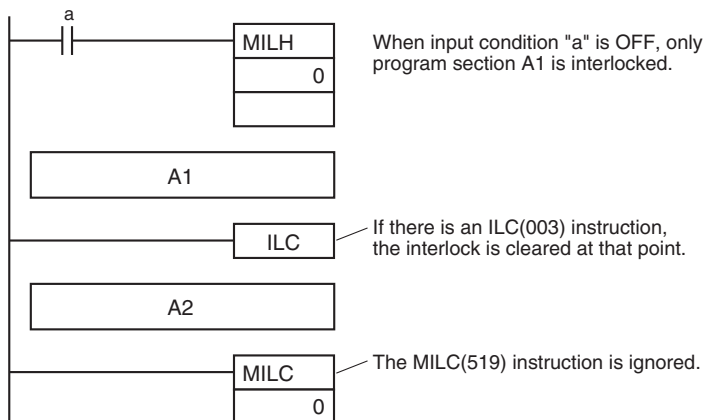 a
MILH
0
When input condition "a" is OFF, only
program section A1 is interlocked.
A1
ILC
If there is an ILC(003) instruction,
the interlock is cleared at that point.
A2
MILC
0
The MILC(519) instruction is ignored.